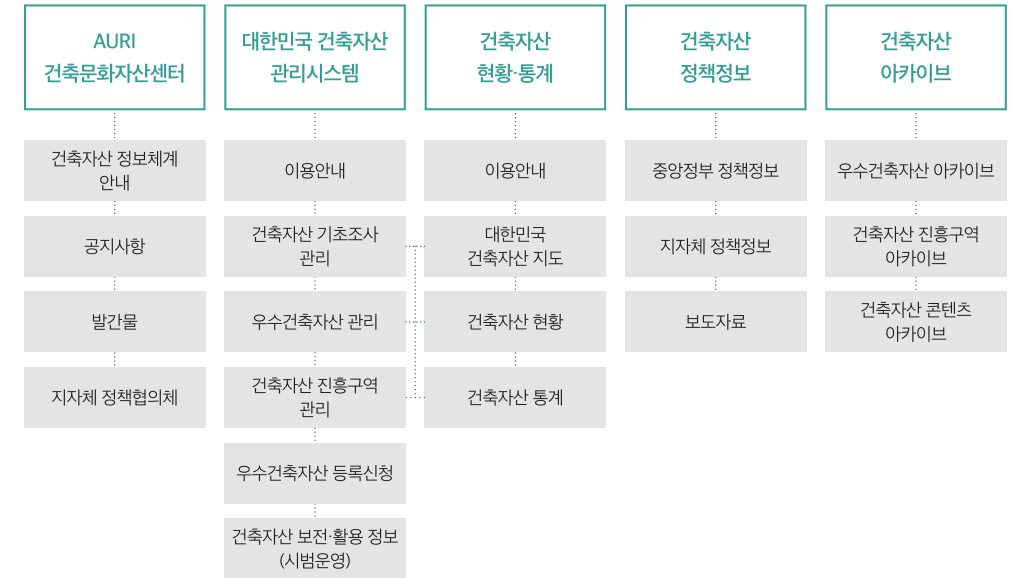 AURI
건축문화자산센터
건축자산 정보체계
안내
공지사항
발간물
지자체 정책협의체
대한민국 건축자산
관리시스템
이용안내
건축자산 기초조사
관리
우수건축자산 관리
건축자산 진흥구역
관리
우수건축자산 등록신청
건축자산 보전·활용 정보
(시범운영)
건축자산
현황·통계
이용안내
대한민국
건축자산 지도
건축자산 현황
건축자산 통계
건축자산
정책정보
중앙정부 정책정보
지자체 정책정보
보도자료
건축자산
아카이브
우수건축자산 아카이브
건축자산 진흥구역
아카이브
건축자산 콘텐츠
아카이브